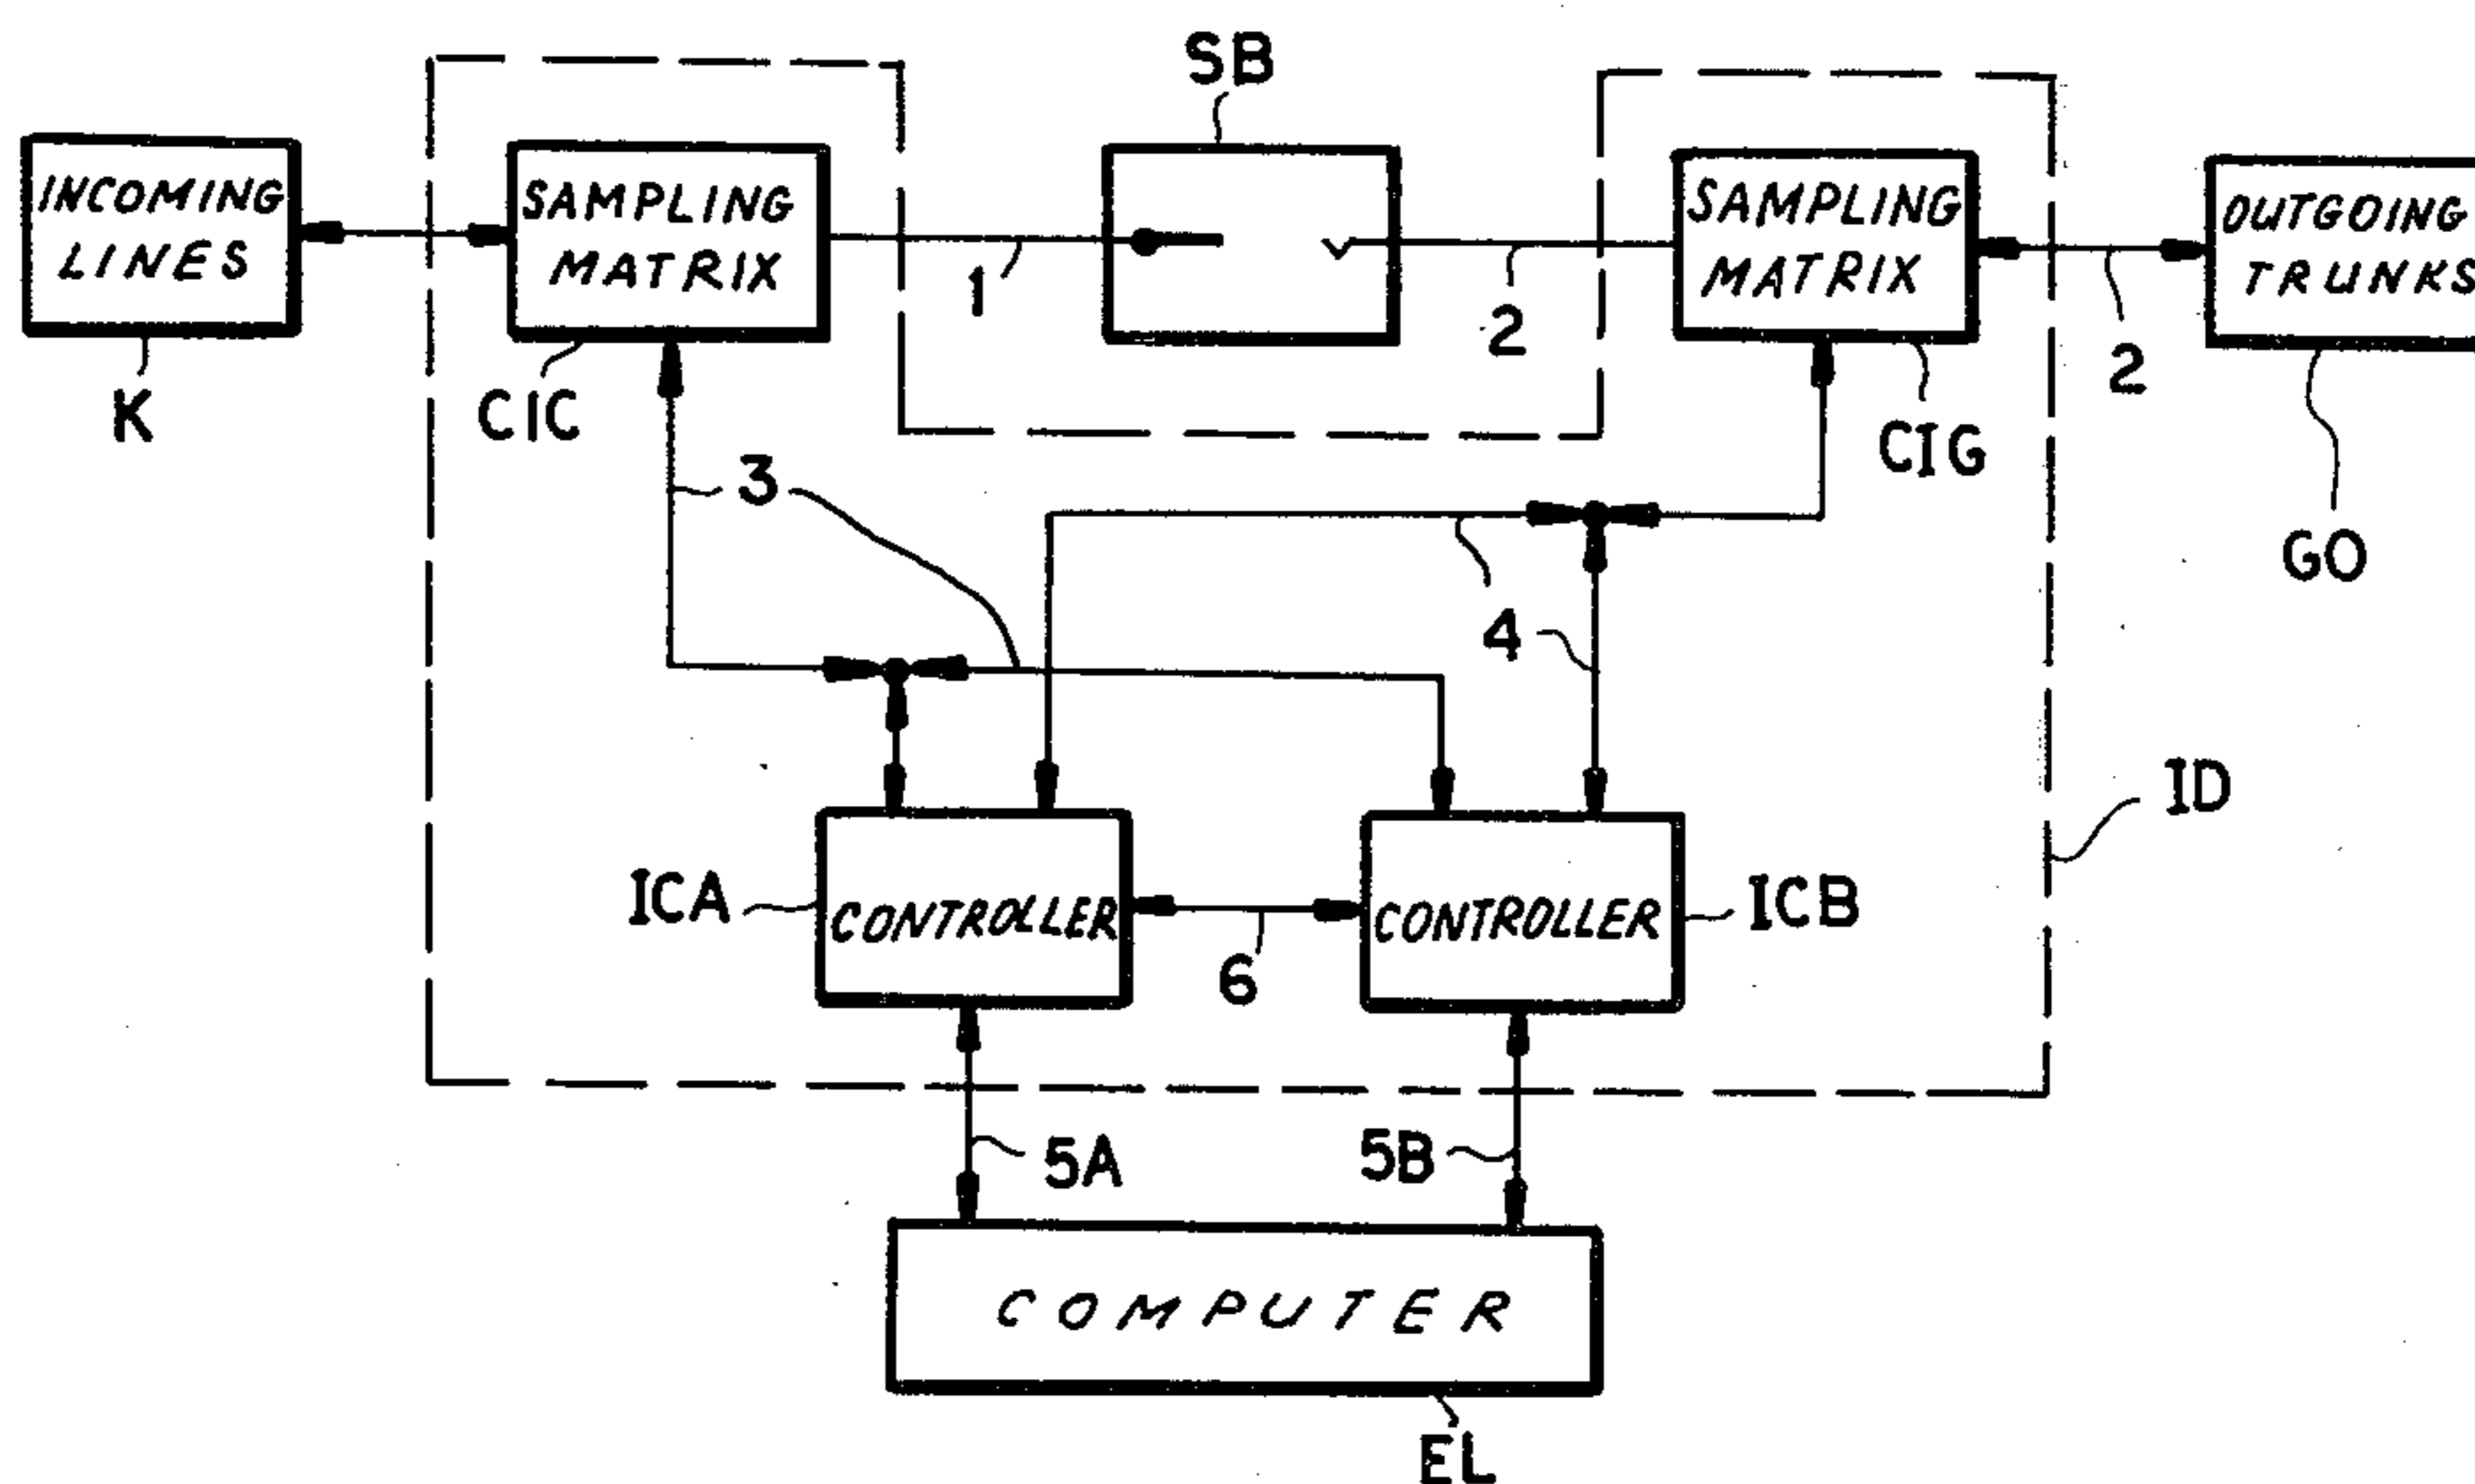 SB
INCOMING
LINES
SAMPLING
MATRIX
SAMPLING
MATRIX
OUTGOING
TRUNKS
1
2
2
K
CIC
CIG
GO
3
4
ID
ICA
CONTROLLER
6
CONTROLLER
ICB
5A
5B
COMPUTER
EL